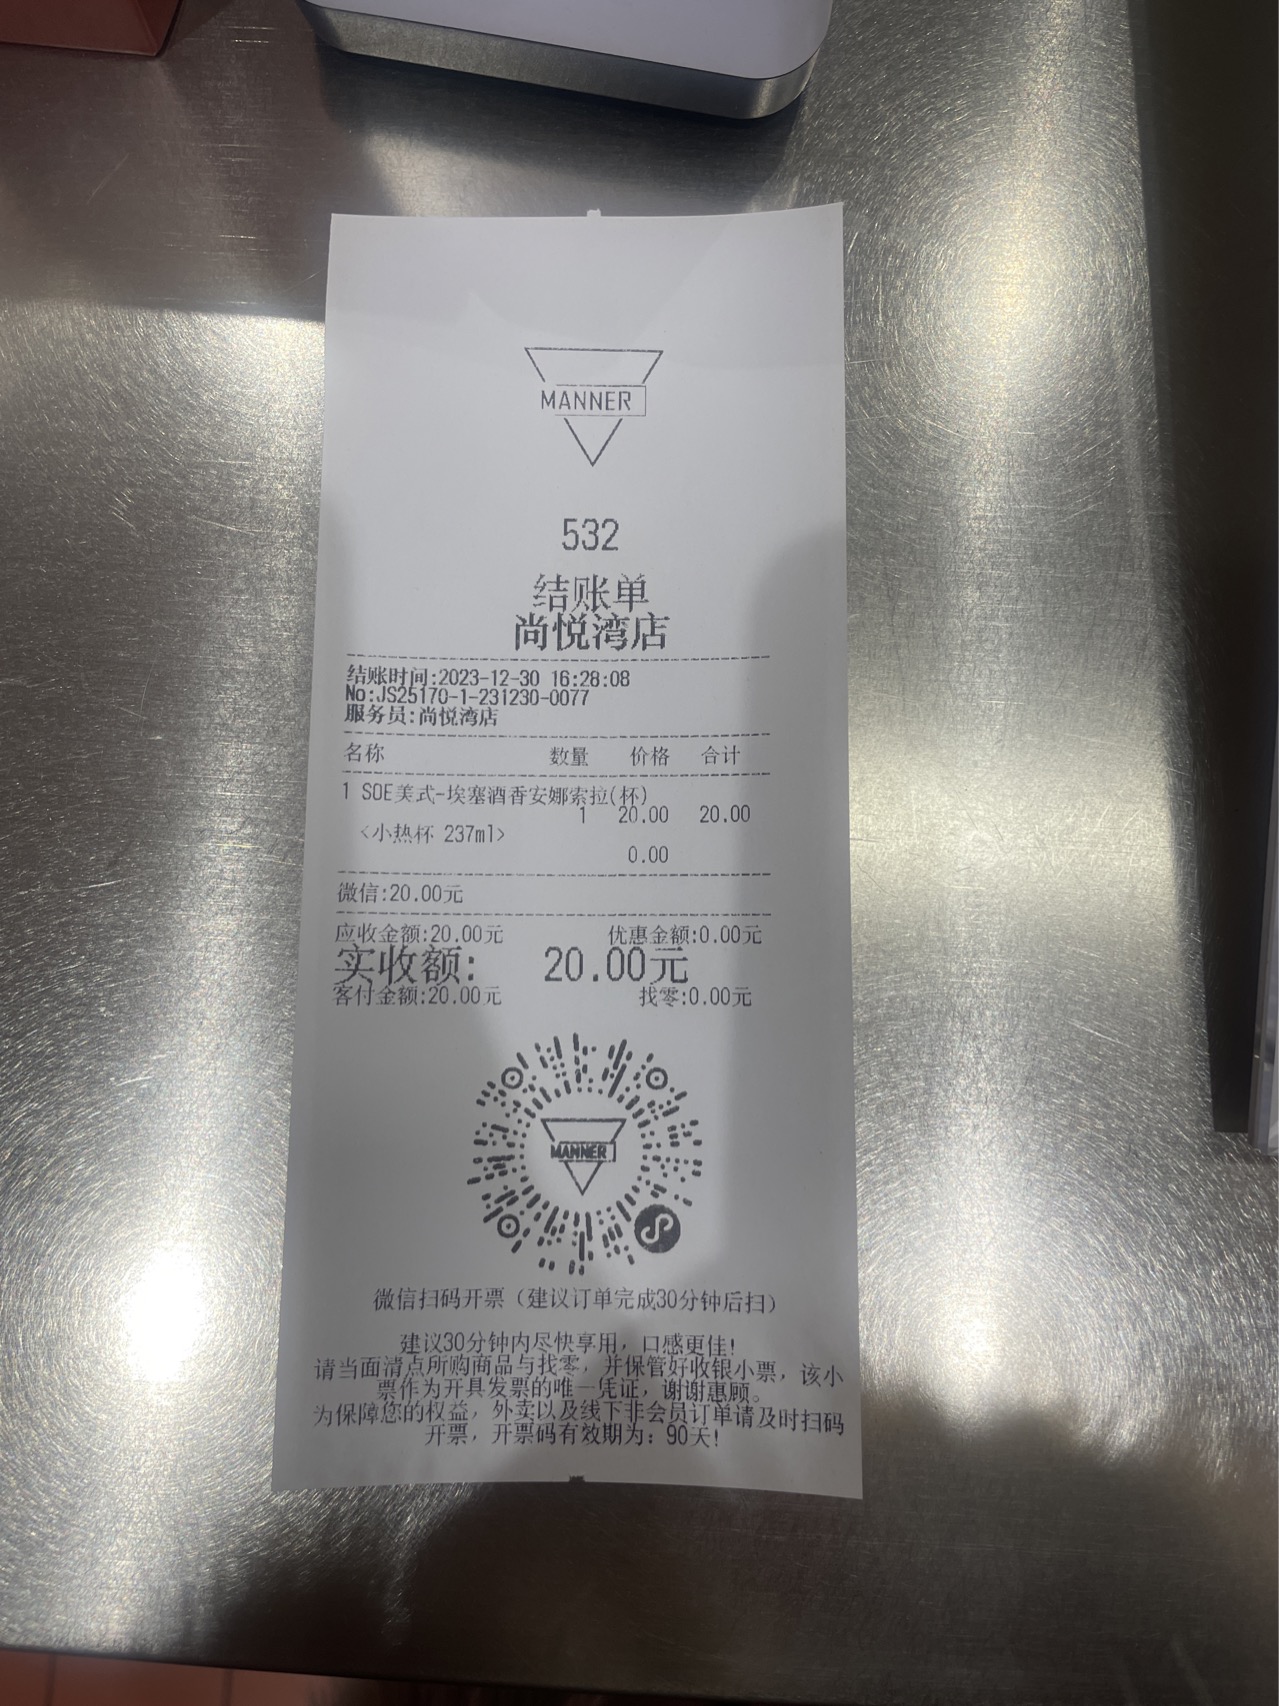 MANNER
532
结账单
尚悦湾店
结账时间:2023-12-30 16:28:08
No:JS25170-1-231230-0077
服务员:尚悦湾店
名称 数量 价格 合计
1 SOE美式-埃塞酒香安娜索拉(杯)
1 20.00 20.00
<小热杯 237ml>
0.00
微信:20.00元
应收金额:20.00元 优惠金额:0.00元
实收额: 20.00元
客付金额:20.00元 找零:0.00元
MANNER
微信扫码开票（建议订单完成30分钟后扫）
建议30分钟内尽快享用，口感更佳!
请当面清点所购商品与找零，并保管好收银小票，该小
票作为开具发票的唯一凭证，谢谢惠顾。
为保障您的权益，外卖以及线下非会员订单请及时扫码
开票，开票码有效期为：90天!